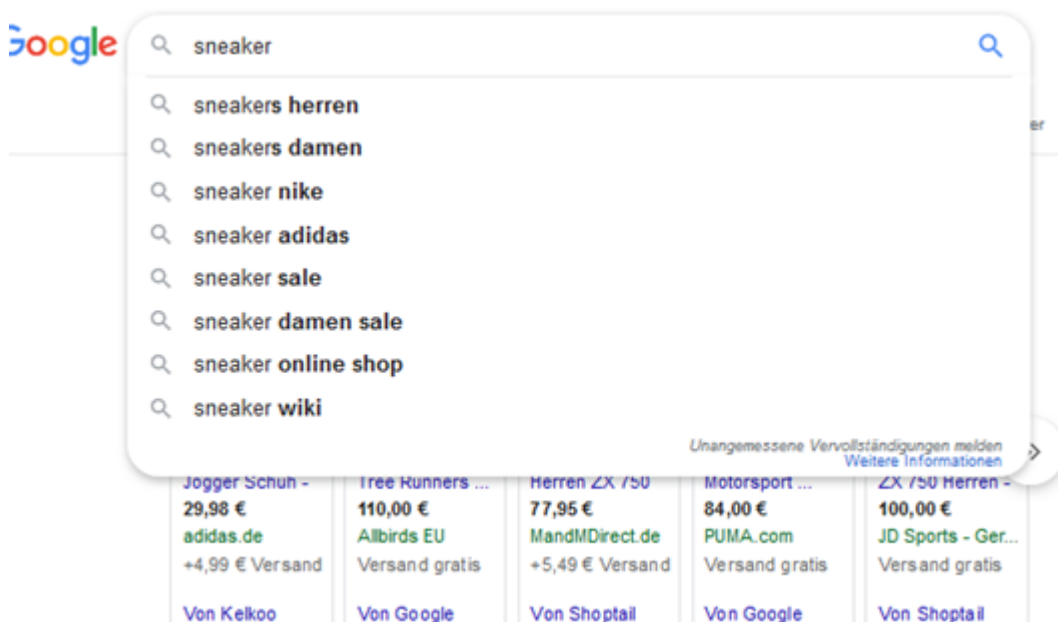 Google
sneaker
sneakers herren
sneakers damen
er
sneaker nike
sneaker adidas
sneaker sale
sneaker damen sale
sneaker online shop
sneaker wiki
Unangemessene Vervollständigungen melden
Weitere Informationen
Jogger Schuh - Tree Runners ... Herren ZX 750 Motorsport ... ZX 750 Herren -
29,98 € 110,00 € 77,95 € 84,00 € 100,00 €
adidas.de Allbirds EU MandMDirect.de PUMA.com JD Sports - Ger...
+4,99 € Versand Versand gratis +5,49 € Versand Versand gratis Versand gratis
Von Kelkoo Von Google Von Shoptail Von Google Von Shoptail